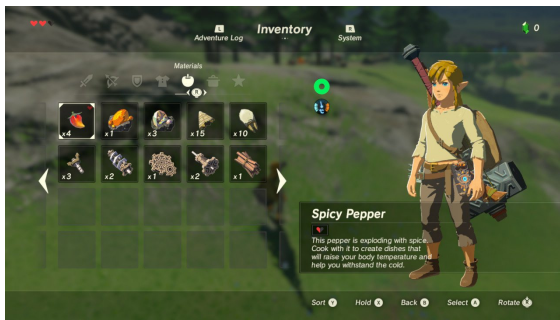 L
Adventure Log
Inventory
R
System
0
Materials
R
x4
x1
x3
x15
x10
x3
x2
x1
x2
x1
Spicy Pepper
This pepper is exploding with spice.
Cook with it to create dishes that
will raise your body temperature and
help you withstand the cold.
Sort Y Hold X Back B Select A Rotate R